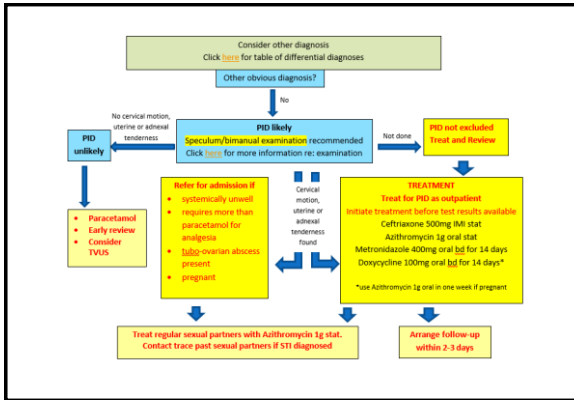 Consider other diagnosis
Click here for table of differential diagnoses
Other obvious diagnosis?
No
No cervical motion,
uterine or adnexal
tenderness
PID
unlikely
PID likely
Speculum/bimanual examination recommended
Click here for more information re: examination
Not done
PID not excluded
Treat and Review
Paracetamol
Early review
Consider
TVUS
Refer for admission if
systemically unwell
requires more than
paracetamol for
analgesia
tubo-ovarian abscess
present
pregnant
Cervical
motion,
uterine or
adnexal
tenderness
found
TREATMENT
Treat for PID as outpatient
Initiate treatment before test results available
Ceftriaxone 500mg IMI stat
Azithromycin 1g oral stat
Metronidazole 400mg oral bd for 14 days
Doxycycline 100mg oral bd for 14 days*
*use Azithromycin 1g oral in one week if pregnant
Treat regular sexual partners with Azithromycin 1g stat.
Contact trace past sexual partners if STI diagnosed
Arrange follow-up
within 2-3 days